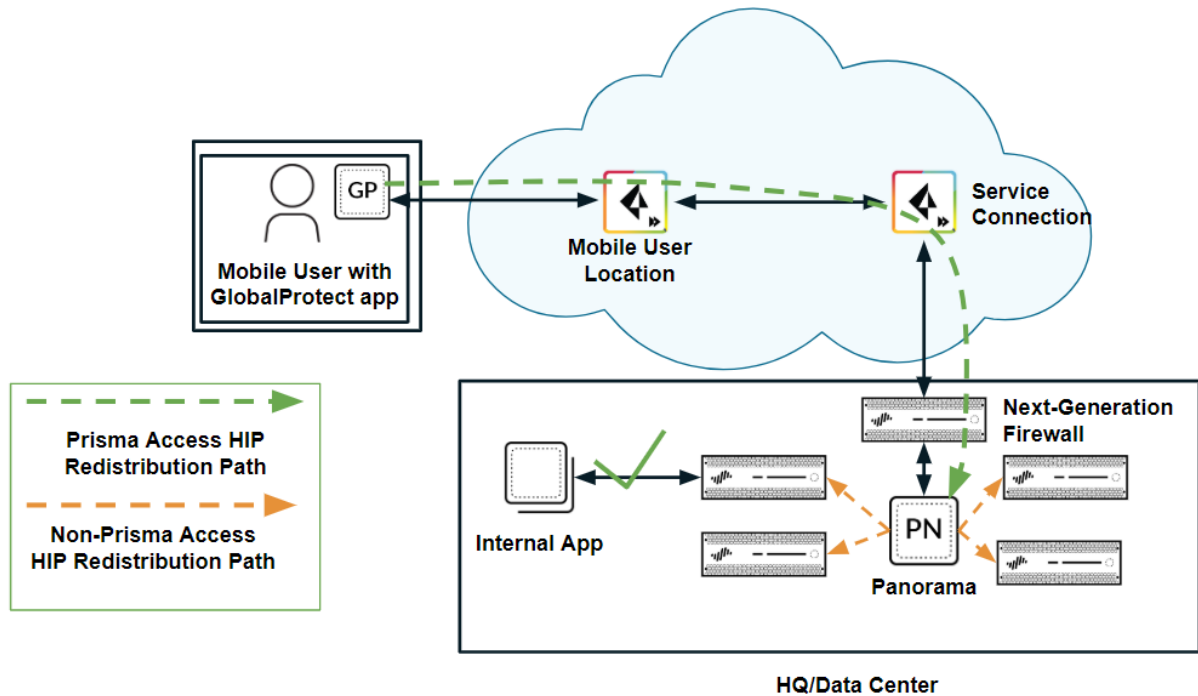 GP
Mobile User with
GlobalProtect app
Mobile User
Location
Service
Connection
Prisma Access HIP
Redistribution Path
Non-Prisma Access
HIP Redistribution Path
Next-Generation
Firewall
Internal App
PN
Panorama
HQ/Data Center